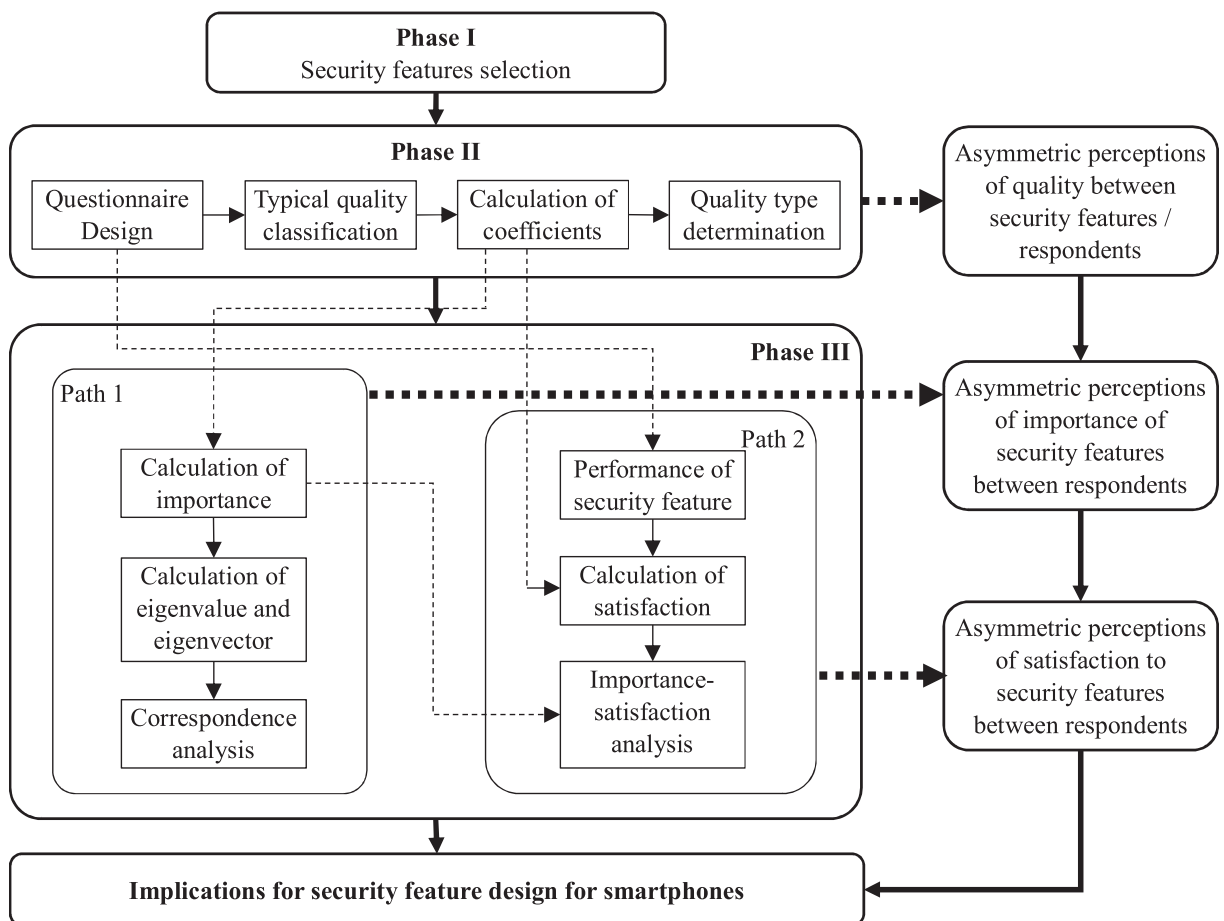 Phase I
Security features selection
Phase II
Questionnaire
Design
Typical quality
classification
Calculation of
coefficients
Quality type
determination
Asymmetric perceptions
of quality between
security features /
respondents
Phase III
Path 1
Calculation of
importance
Calculation of
eigenvalue and
eigenvector
Correspondence
analysis
Path 2
Performance of
security feature
Calculation of
satisfaction
Importance-
satisfaction
analysis
Asymmetric perceptions
of importance of
security features
between respondents
Asymmetric perceptions
of satisfaction to
security features
between respondents
Implications for security feature design for smartphones